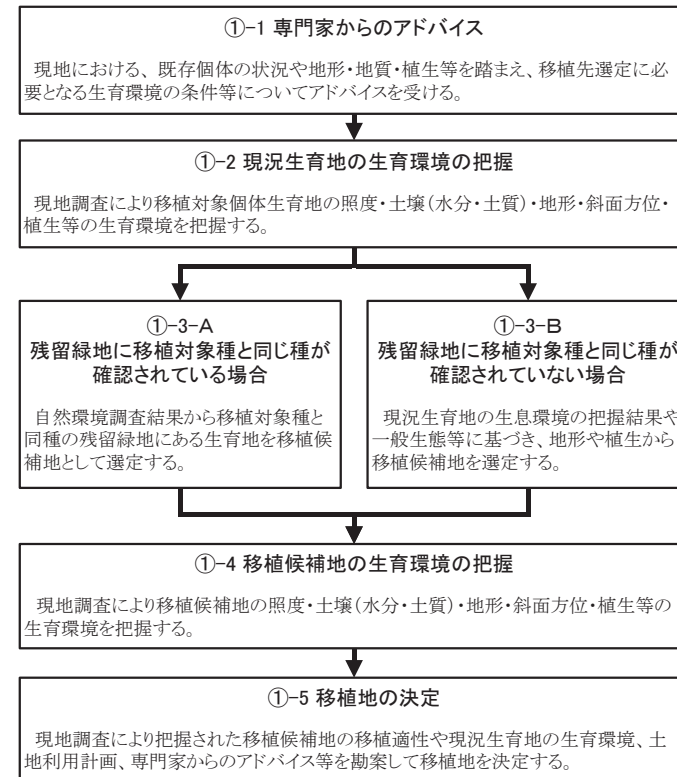 ①-1 専門家からのアドバイス
現地における、既存個体の状況や地形・地質・植生等を踏まえ、移植先選定に必
要となる生育環境の条件等についてアドバイスを受ける。
①-2 現況生育地の生育環境の把握
現地調査により移植対象個体生育地の照度・土壌(水分・土質)・地形・斜面方位・
植生等の生育環境を把握する。
①-3-A
残留緑地に移植対象種と同じ種が
確認されている場合
自然環境調査結果から移植対象種と
同種の残留緑地にある生育地を移植候
補地として選定する。
①-3-B
残留緑地に移植対象種と同じ種が
確認されていない場合
現況生育地の生息環境の把握結果や
一般生態等に基づき、地形や植生から
移植候補地を選定する。
①-4 移植候補地の生育環境の把握
現地調査により移植候補地の照度・土壌(水分・土質)・地形・斜面方位・植生等の
生育環境を把握する。
①-5 移植地の決定
現地調査により把握された移植候補地の移植適性や現況生育地の生育環境、土
地利用計画、専門家からのアドバイス等を勘案して移植地を決定する。